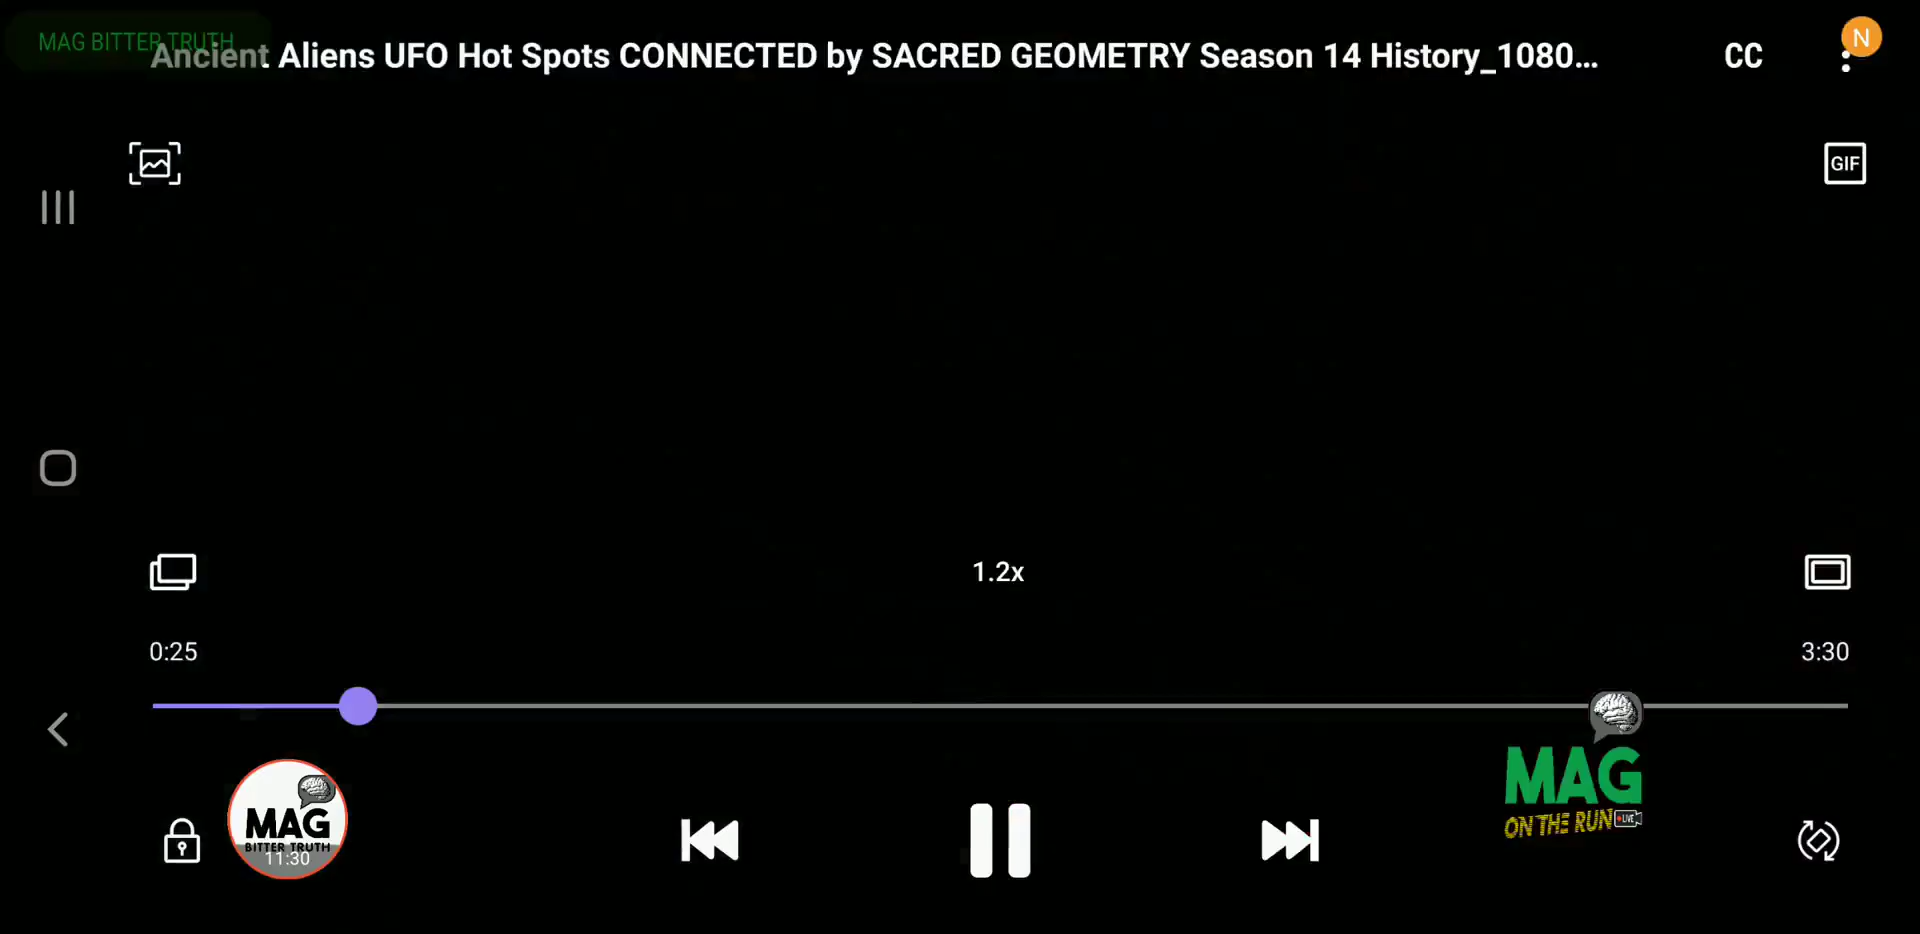 MAG BITTER TRUTH
Ancient Aliens UFO Hot Spots CONNECTED by SACRED GEOMETRY Season 14 History_1080...
CC
N
GIF
1.2x
0:25
3:30
MAG
BITTER TRUTH
11:30
MAG
ON THE RUN
LIVE